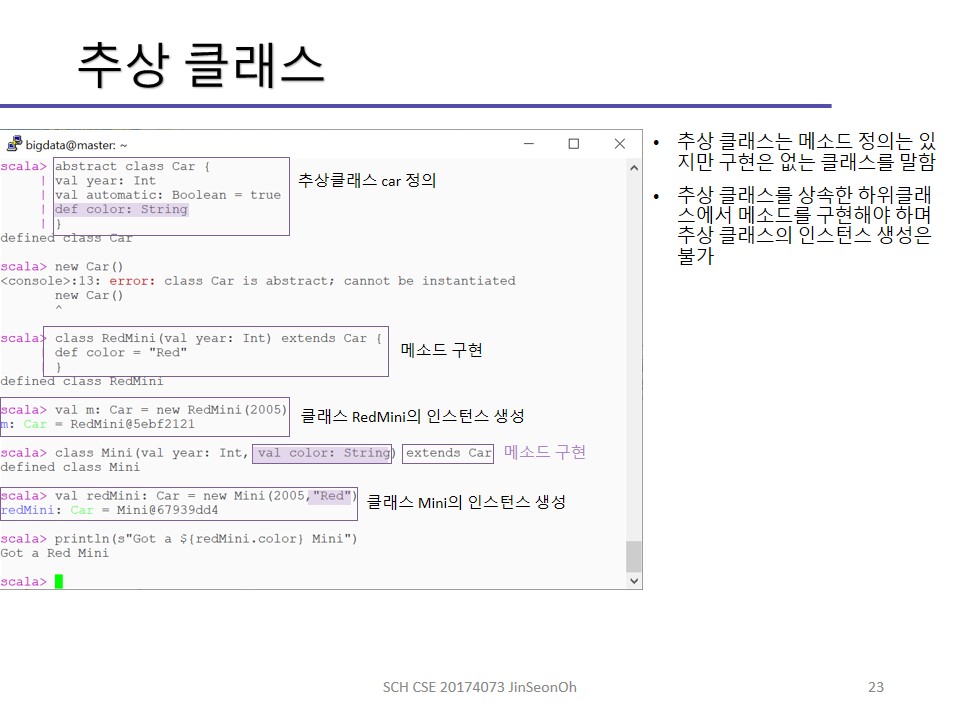 추상 클래스
bigdata@master: ~
scala> abstract class Car {
| val year: Int
| val automatic: Boolean = true
| def color: String
| }
defined class Car
추상클래스 car 정의
scala> new Car()
<console>:13: error: class Car is abstract; cannot be instantiated
new Car()
^
scala> class RedMini(val year: Int) extends Car {
def color = "Red"
| }
defined class RedMini
메소드 구현
scala> val m: Car = new RedMini(2005)
m: Car = RedMini@5ebf2121
클래스 RedMini의 인스턴스 생성
scala> class Mini(val year: Int, val color: String) extends Car
메소드 구현
defined class Mini
scala> val redMini: Car = new Mini(2005,"Red")
redMini: Car = Mini@67939dd4
클래스 Mini의 인스턴스 생성
scala> println(s"Got a ${redMini.color} Mini")
Got a Red Mini
scala>
• 추상 클래스는 메소드 정의는 있
지만 구현은 없는 클래스를 말함
• 추상 클래스를 상속한 하위클래
스에서 메소드를 구현해야 하며
추상 클래스의 인스턴스 생성은
불가
SCH CSE 20174073 JinSeonOh
23